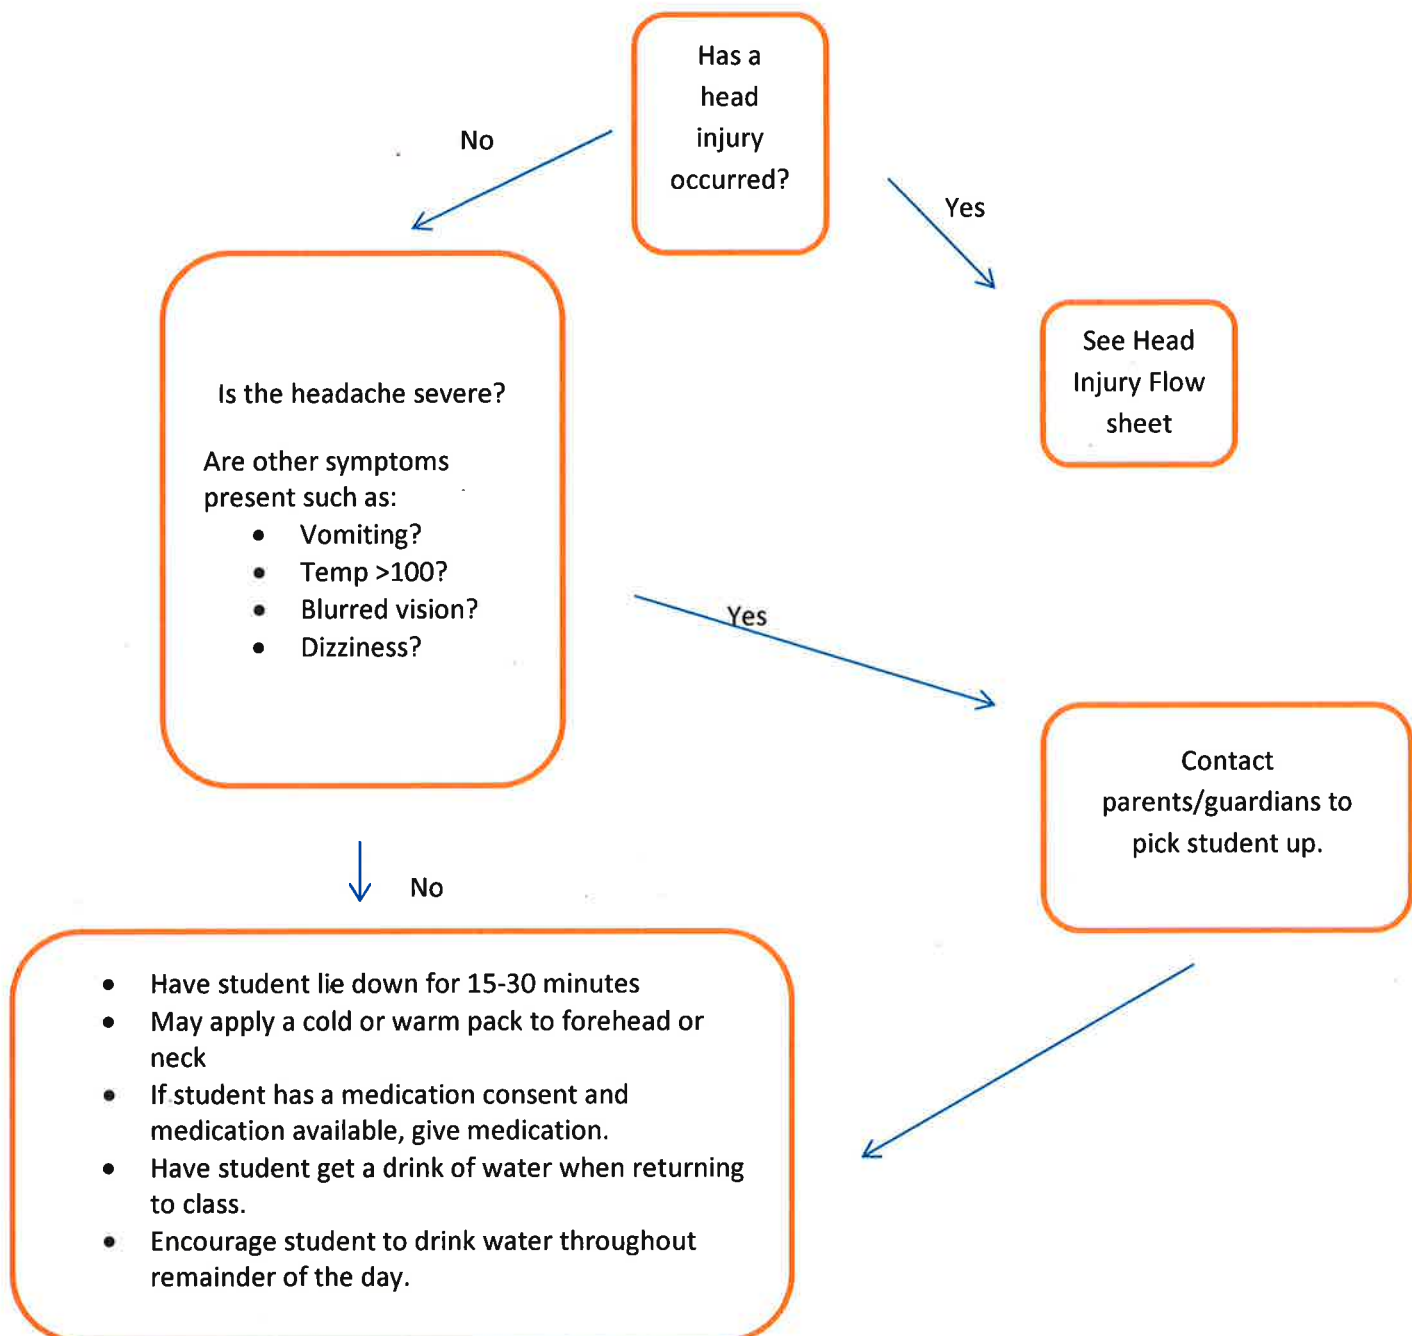 Has a
head
injury
occurred?
No
Yes
See Head
Injury Flow
sheet
Is the headache severe?
Are other symptoms
present such as:
• Vomiting?
• Temp >100?
• Blurred vision?
• Dizziness?
Yes
Contact
parents/guardians to
pick student up.
No
• Have student lie down for 15-30 minutes
• May apply a cold or warm pack to forehead or
neck
• If student has a medication consent and
medication available, give medication.
• Have student get a drink of water when returning
to class.
• Encourage student to drink water throughout
remainder of the day.